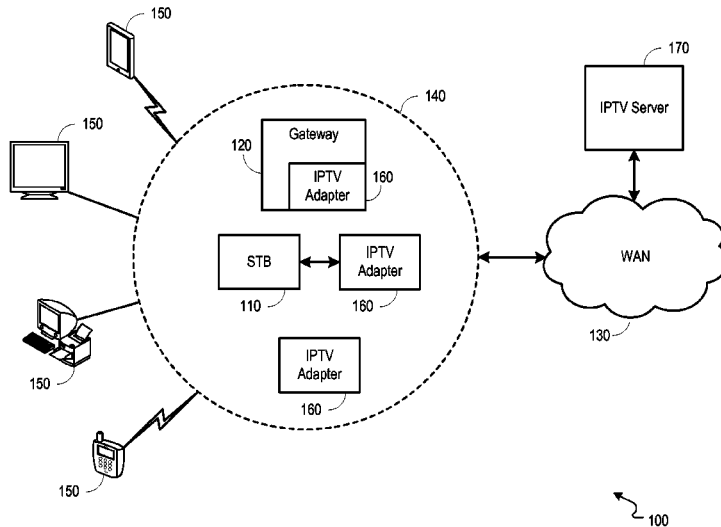 150
150
140
170
IPTV Server
Gateway
120
IPTV
Adapter
160
STB
IPTV
Adapter
110
160
WAN
130
150
IPTV
Adapter
160
150
100